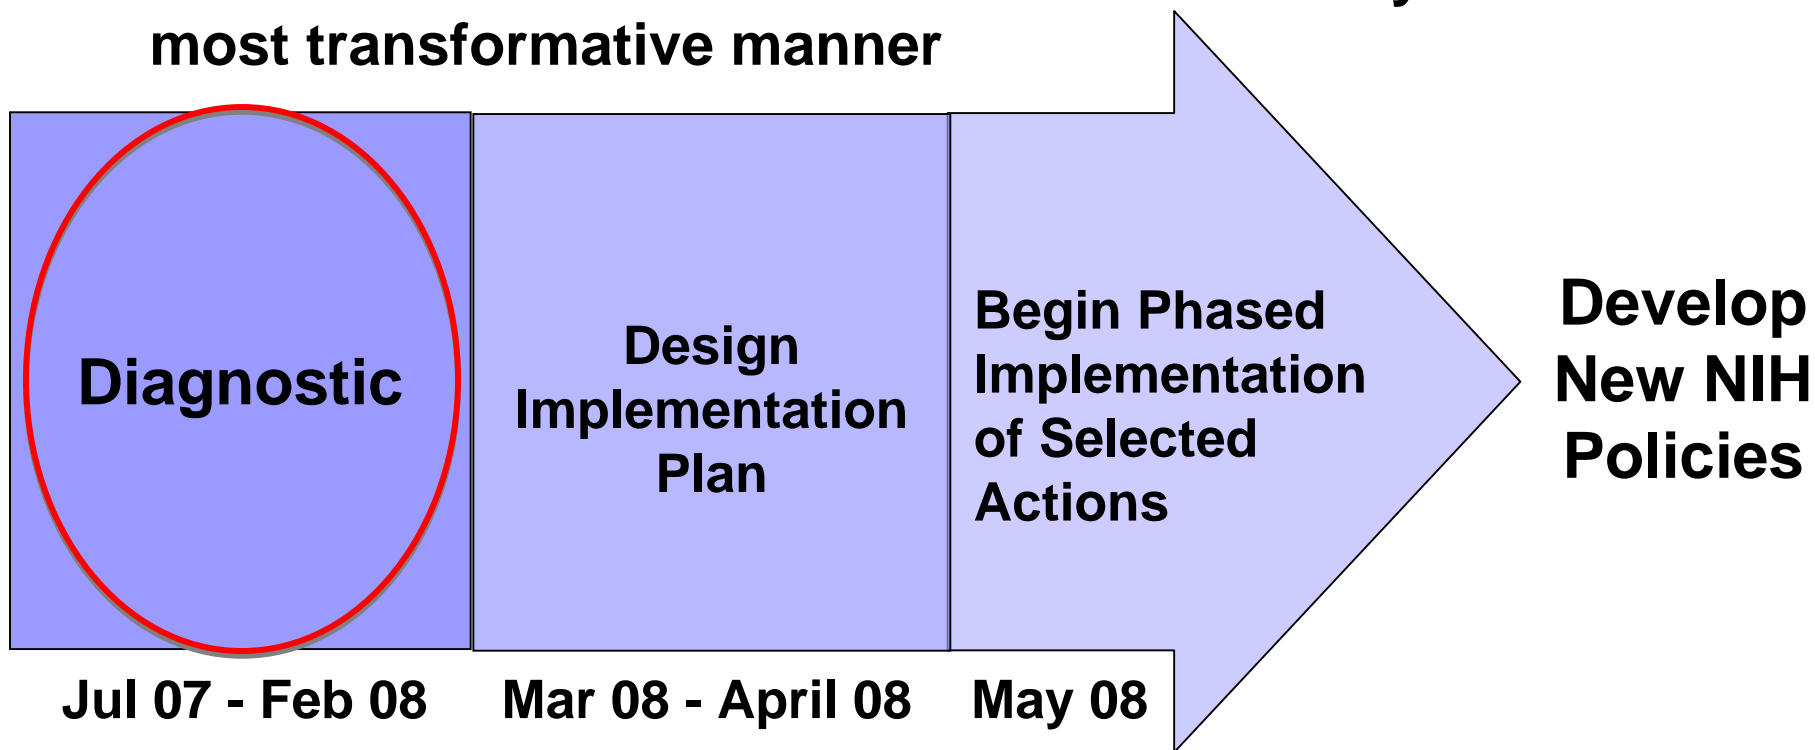 most transformative manner
Diagnostic
Design
Implementation
Plan
Begin Phased
Implementation
of Selected
Actions
Develop
New NIH
Policies
Jul 07 - Feb 08
Mar 08 - April 08
May 08